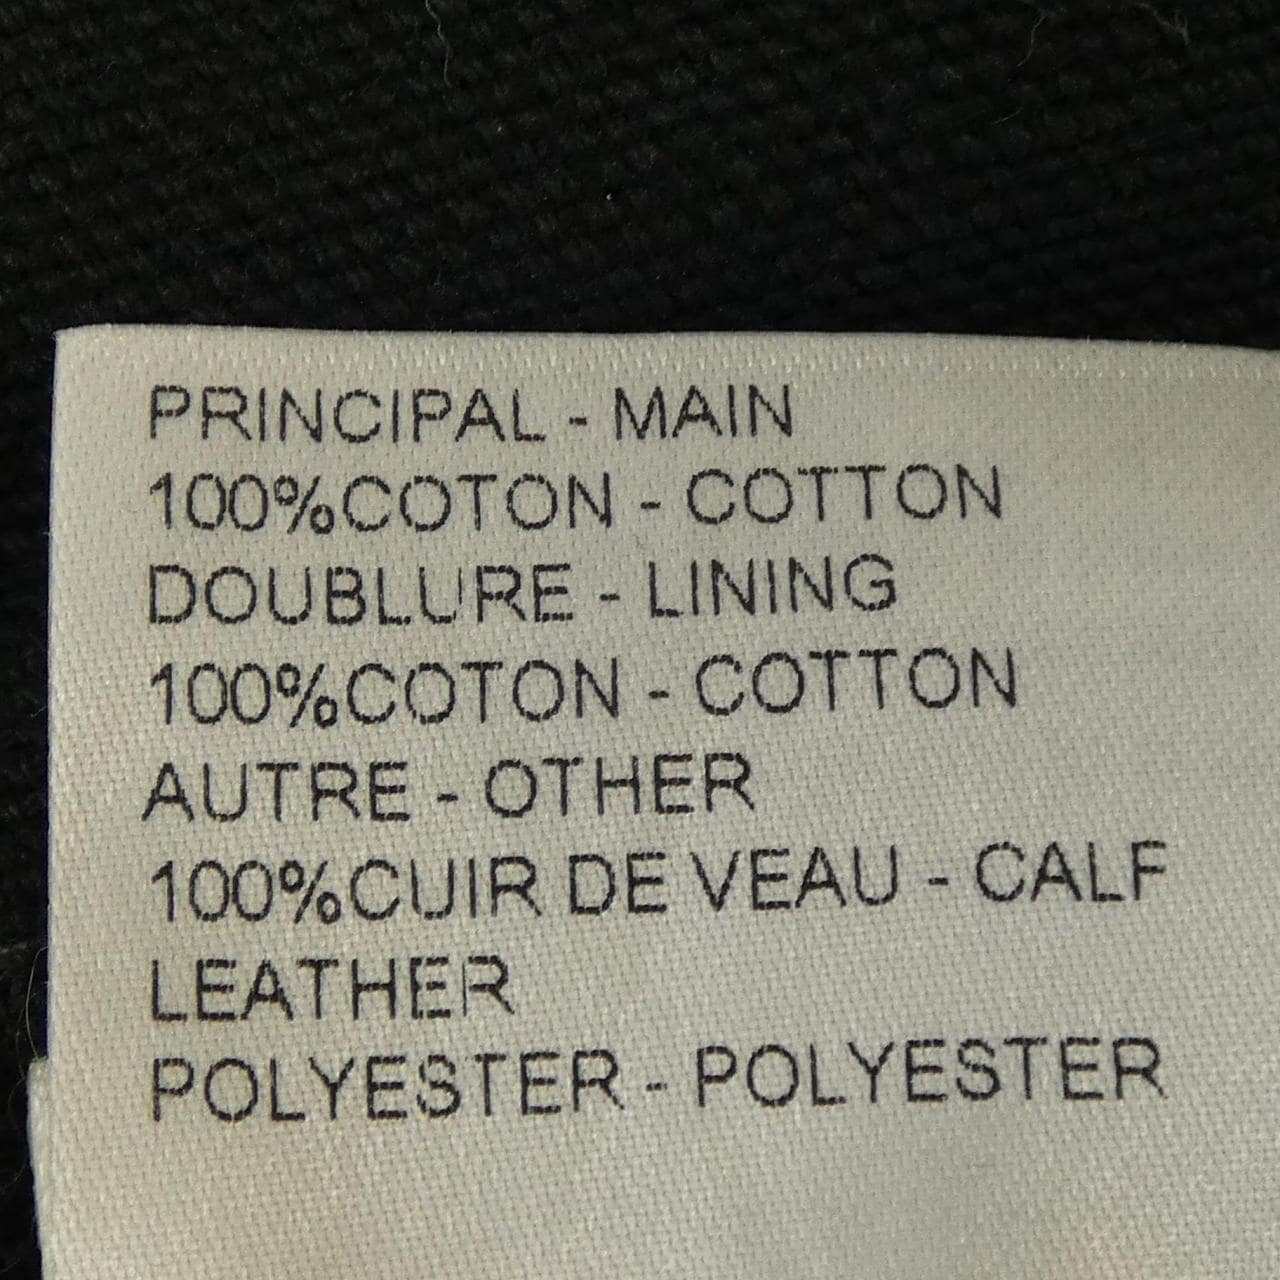 PRINCIPAL - MAIN
100%COTON - COTTON
DOUBLURE - LINING
100%COTON - COTTON
AUTRE - OTHER
100%CUIR DE VEAU - CALF
LEATHER
POLYESTER - POLYESTER